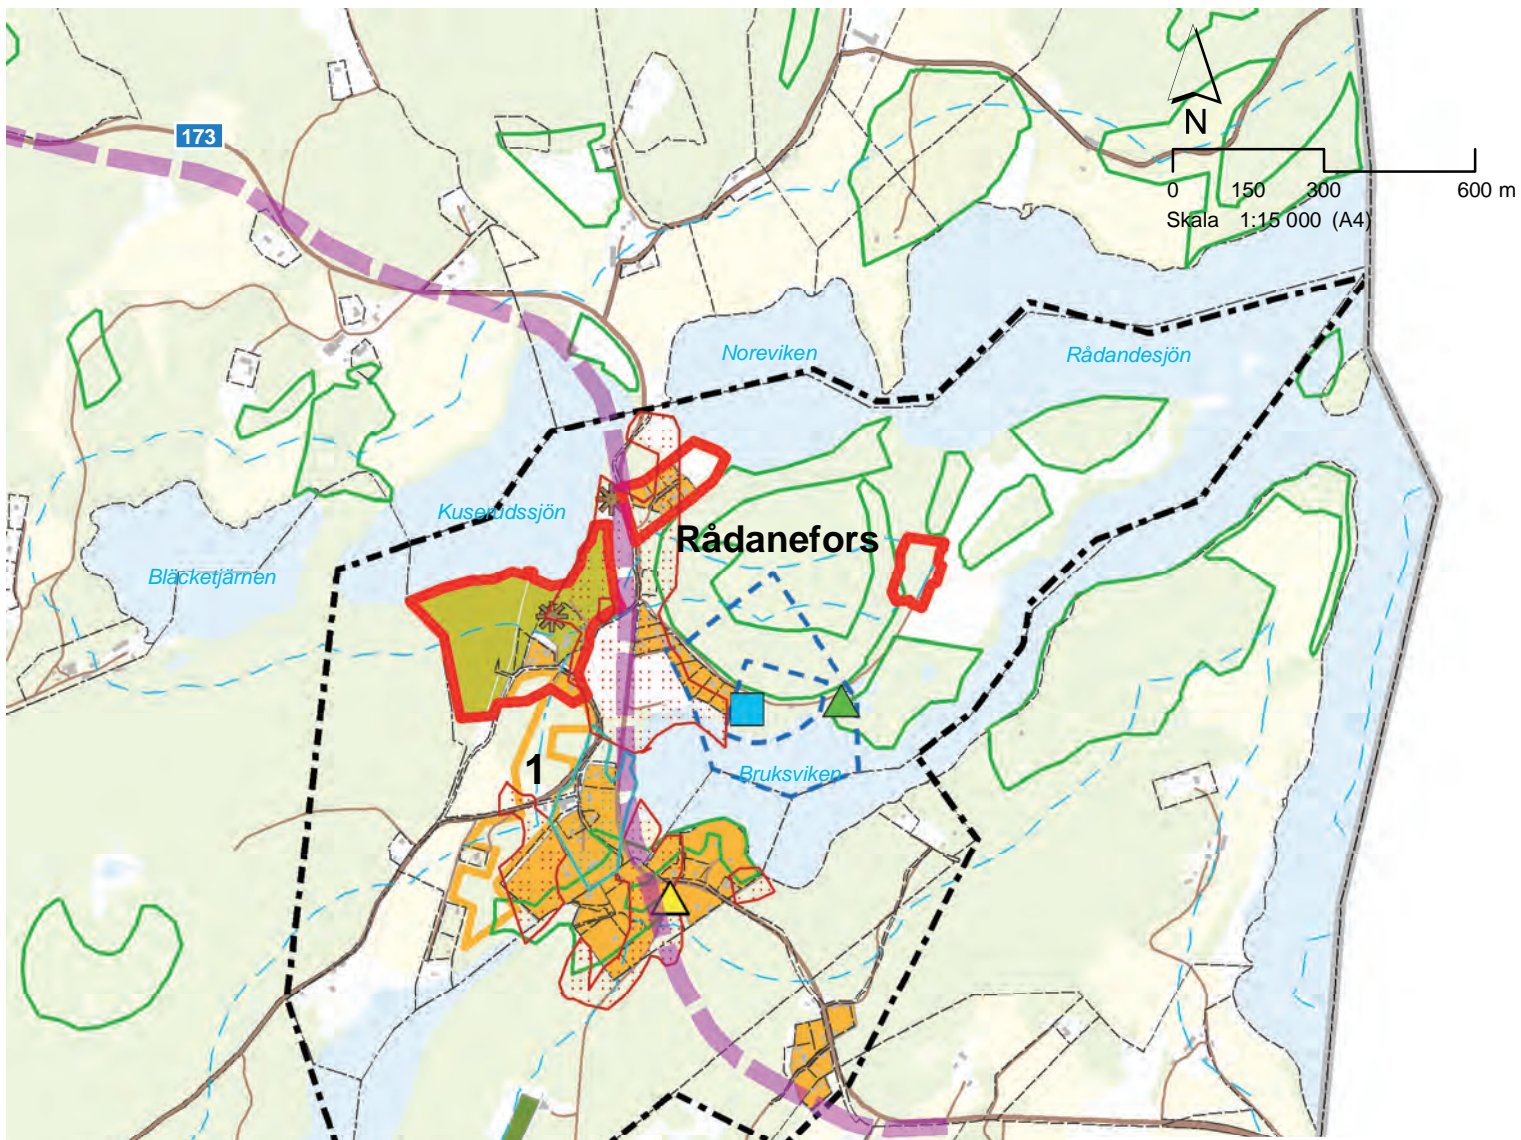 173
N
0 150 300 600 m
Skala 1:15 000 (A4)
Noreviken
Rådandesjön
Kuserudssjön
Rådanefors
Bläcketjärnen
1
Bruksviken